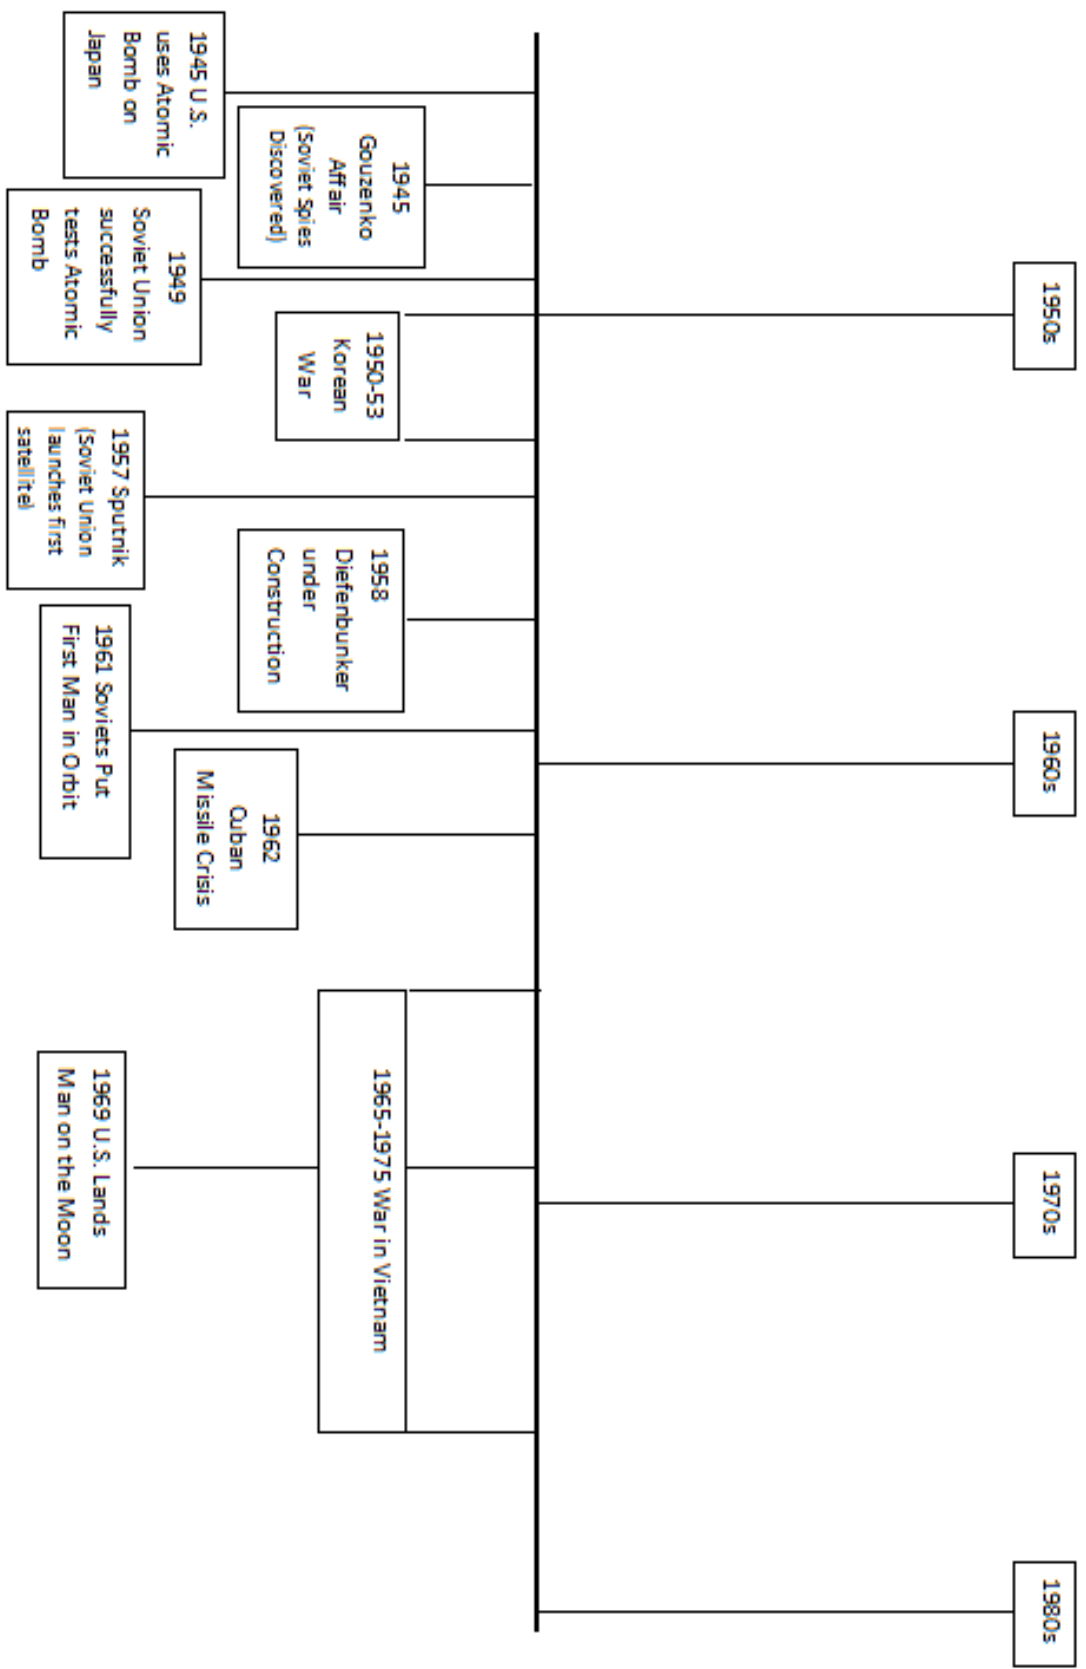 1950s
1960s
1970s
1980s
1945 U.S.
uses Atomic
Bomb on
Japan
1945
Gouzenko
Affair
(Soviet Spies
Discovered)
1949
Soviet Union
successfully
tests Atomic
Bomb
1950-53
Korean
War
1957 Sputnik
(Soviet Union
launches first
satellite)
1958
Diefenbunker
under
Construction
1961 Soviets Put
First Man in Orbit
1962
Cuban
Missile Crisis
1965-1975 War in Vietnam
1969 U.S. Lands
Man on the Moon